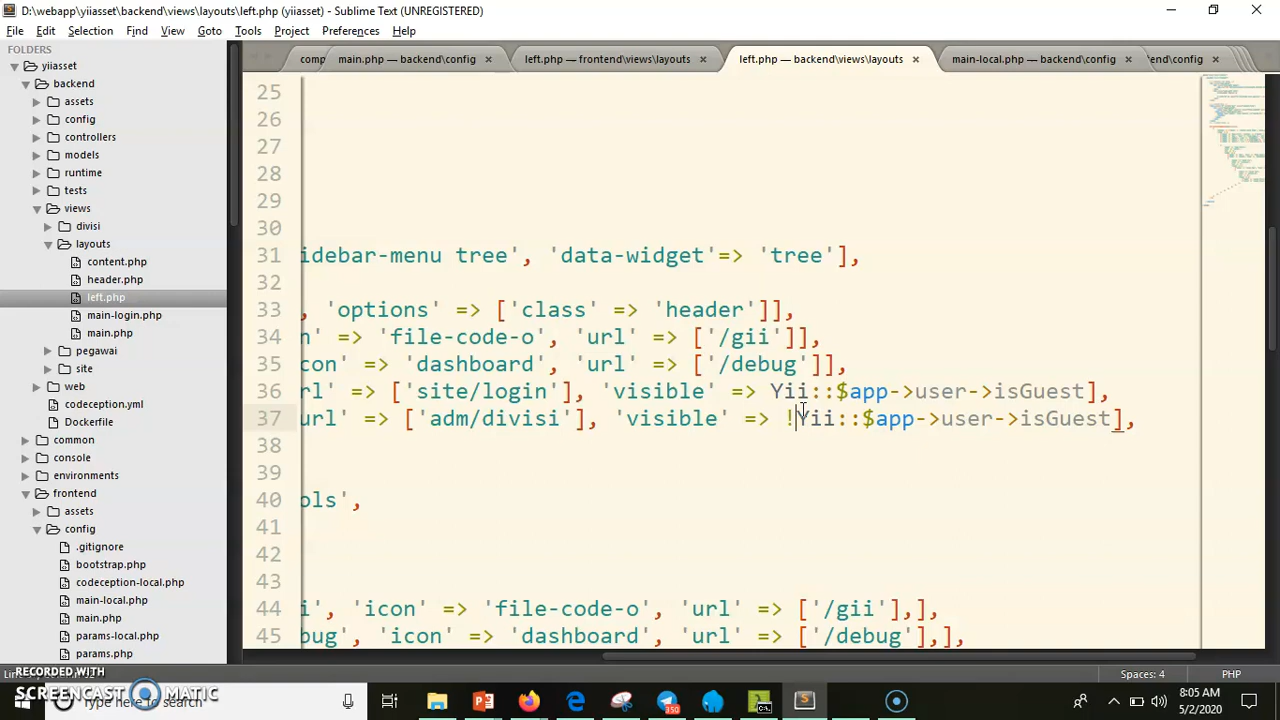 D:\webapp\yiiasset\backend\views\layouts\left.php (yiiasset) - Sublime Text (UNREGISTERED)
File Edit Selection Find View Goto Tools Project Preferences Help
FOLDERS
yiiasset
backend
assets
config
controllers
models
runtime
tests
views
divisi
layouts
content.php
header.php
left.php
main-login.php
main.php
pegawai
site
web
codeception.yml
Dockerfile
common
console
environments
frontend
assets
config
.gitignore
bootstrap.php
codeception-local.php
main-local.php
main.php
params-local.php
params.php
comp main.php — backend\config left.php — frontend\views\layouts left.php — backend\views\layouts main-local.php — backend\config end\config
25
26
27
28
29
30
31 idebar-menu tree', 'data-widget'=> 'tree'],
32
33 , 'options' => ['class' => 'header']],
34 n' => 'file-code-o', 'url' => ['/gii']],
35 con' => 'dashboard', 'url' => ['/debug']],
36 rl' => ['site/login'], 'visible' => Yii::$app->user->isGuest],
37 url' => ['adm/divisi'], 'visible' => !Yii::$app->user->isGuest],
38
39
40 ols',
41
42
43
44 i', 'icon' => 'file-code-o', 'url' => ['/gii'],],
45 bug', 'icon' => 'dashboard', 'url' => ['/debug'],],
Spaces: 4 PHP
RECORDED WITH
SCREENCAST MATIC
Type here to search
350
8:05 AM
5/2/2020